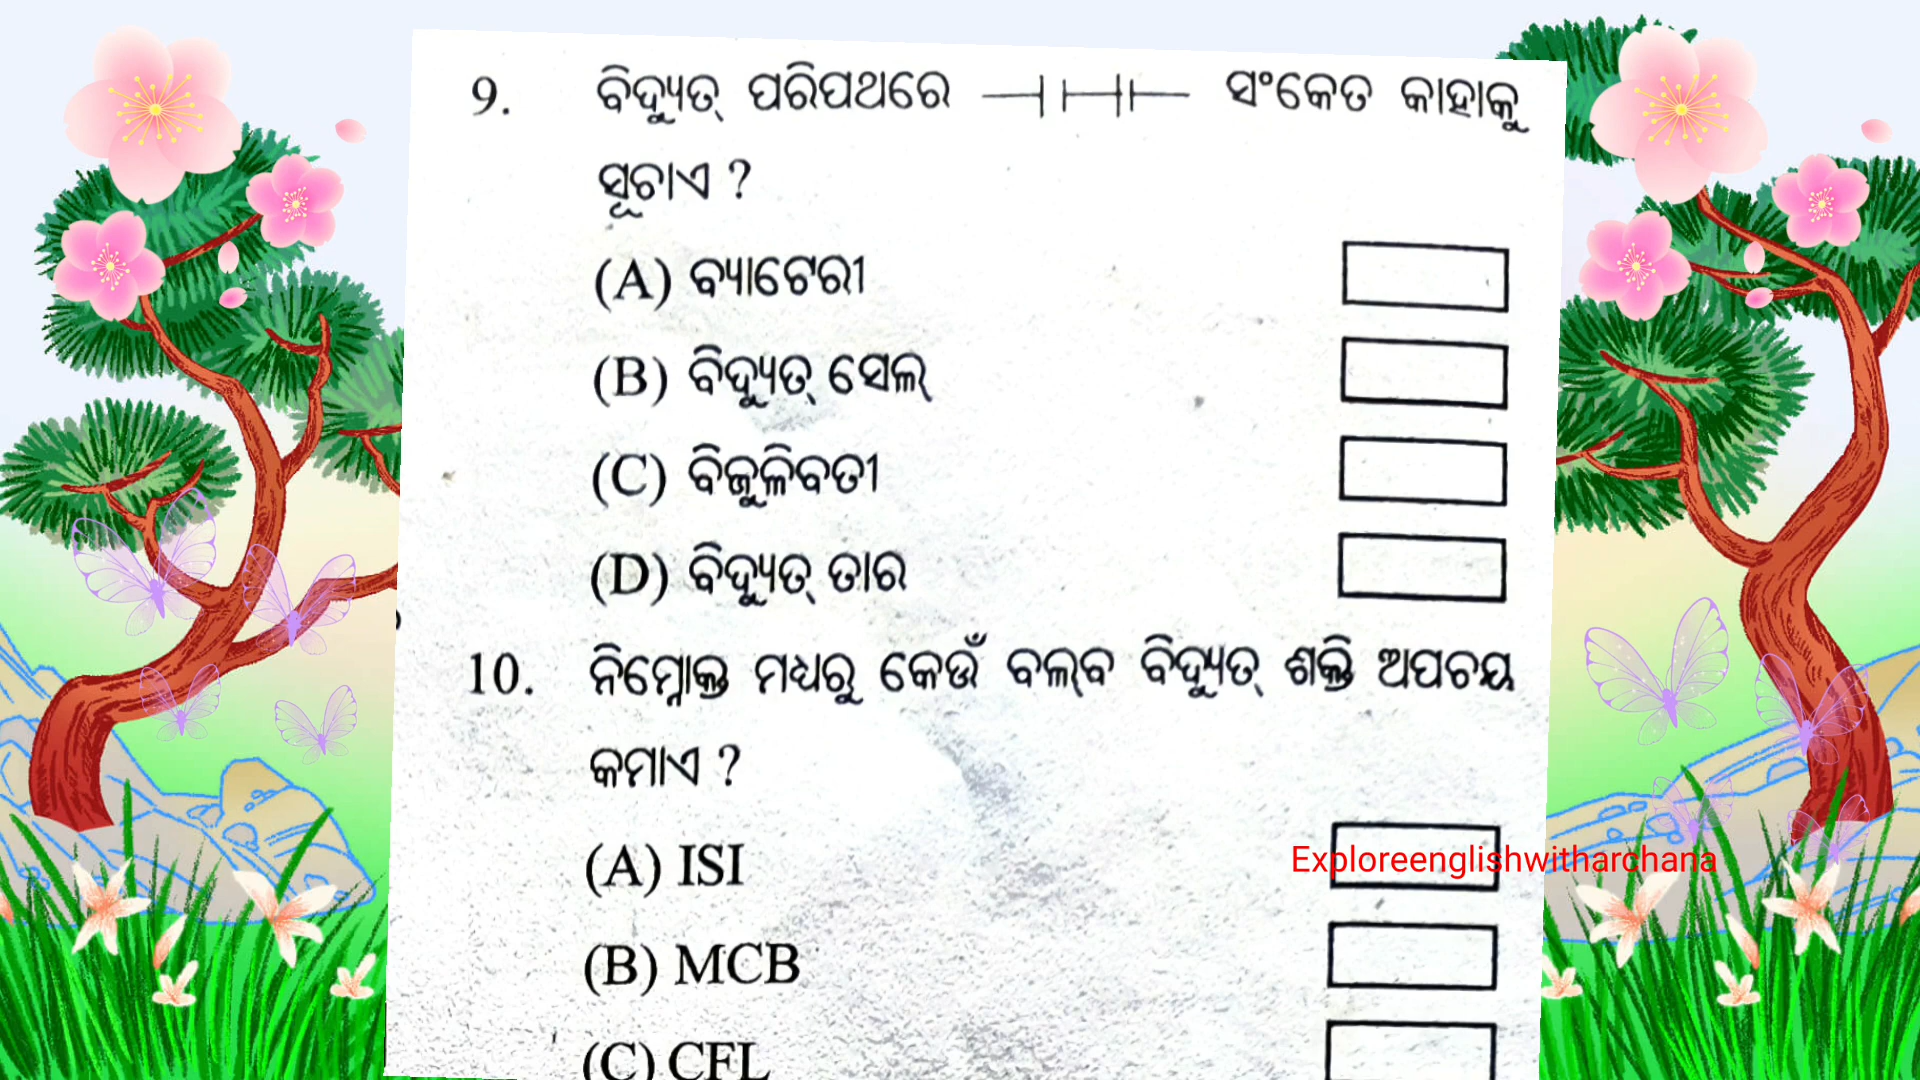 9. ବିଦ୍ୟୁତ୍ ପରିପଥରେ ସଂକେତ କାହାକୁ
ସୂଚାଏ ?
(A) ବ୍ୟାଟେରୀ
(B) ବିଦ୍ୟୁତ୍ ସେଲ୍
(C) ବିଜୁଳିବତୀ
(D) ବିଦ୍ୟୁତ୍ ତାର
10. ନିମ୍ନୋକ୍ତ ମଧ୍ୟରୁ କେଉଁ ବଲ୍‌ବ ବିଦ୍ୟୁତ୍ ଶକ୍ତି ଅପଚୟ
କମାଏ ?
(A) ISI
Exploreenglishwitharchana
(B) MCB
(C) CFL